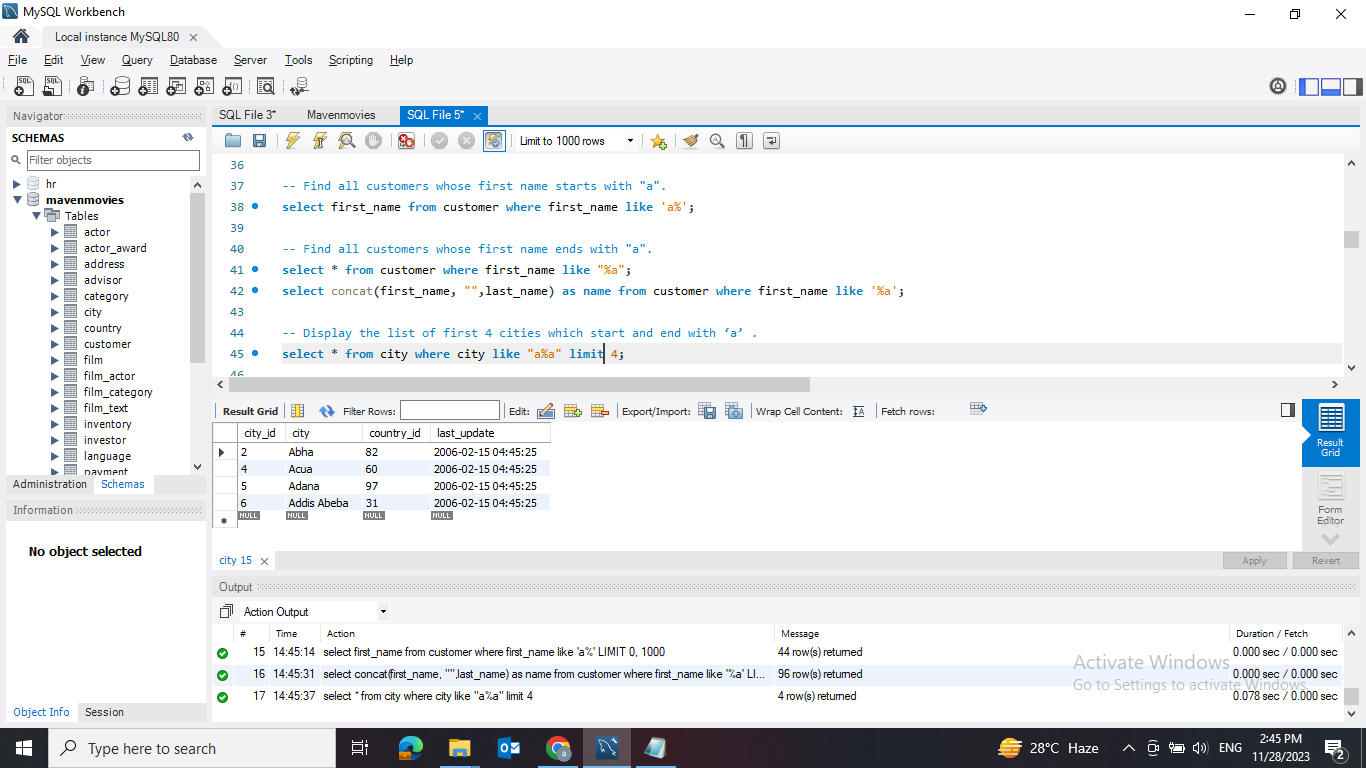 MySQL Workbench
Local instance MySQL80
File Edit View Query Database Server Tools Scripting Help
Navigator
SCHEMAS
Filter objects
hr
mavenmovies
Tables
actor
actor_award
address
advisor
category
city
country
customer
film
film_actor
film_category
film_text
inventory
investor
language
payment
Administration Schemas
Information
No object selected
Object Info Session
SQL File 3* Mavenmovies SQL File 5*
Limit to 1000 rows
36
37 -- Find all customers whose first name starts with "a".
38 select first_name from customer where first_name like 'a%';
39
40 -- Find all customers whose first name ends with "a".
41 select * from customer where first_name like "%a";
42 select concat(first_name, "",last_name) as name from customer where first_name like '%a';
43
44 -- Display the list of first 4 cities which start and end with ‘a’ .
45 select * from city where city like "a%a" limit 4;
46
Result Grid Filter Rows: Edit: Export/Import: Wrap Cell Content: Fetch rows:
city_id city country_id last_update
2 Abha 82 2006-02-15 04:45:25
4 Acua 60 2006-02-15 04:45:25
5 Adana 97 2006-02-15 04:45:25
6 Addis Abeba 31 2006-02-15 04:45:25
NULL NULL NULL NULL
Result Grid
Form Editor
city 15
Apply Revert
Output
Action Output
# Time Action Message Duration / Fetch
15 14:45:14 select first_name from customer where first_name like 'a%' LIMIT 0, 1000 44 row(s) returned 0.000 sec / 0.000 sec
16 14:45:31 select concat(first_name, "",last_name) as name from customer where first_name like '%a' LI... 96 row(s) returned 0.000 sec / 0.000 sec
17 14:45:37 select * from city where city like "a%a" limit 4 4 row(s) returned 0.078 sec / 0.000 sec
Activate Windows
Go to Settings to activate Windows.
Type here to search
28°C Haze
ENG
2:45 PM
11/28/2023
2